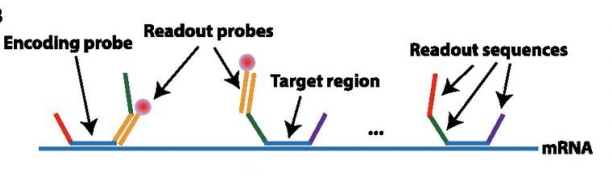 Encoding probe
Readout probes
Target region
Readout sequences
...
mRNA